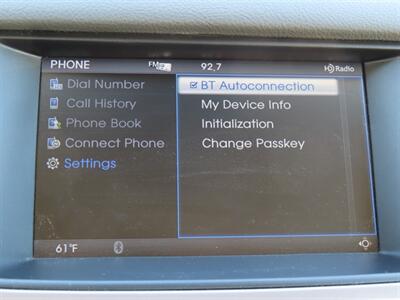 PHONE FM 92.7 HD Radio
Dial Number
Call History
Phone Book
Connect Phone
Settings
BT Autoconnection
My Device Info
Initialization
Change Passkey
61°F